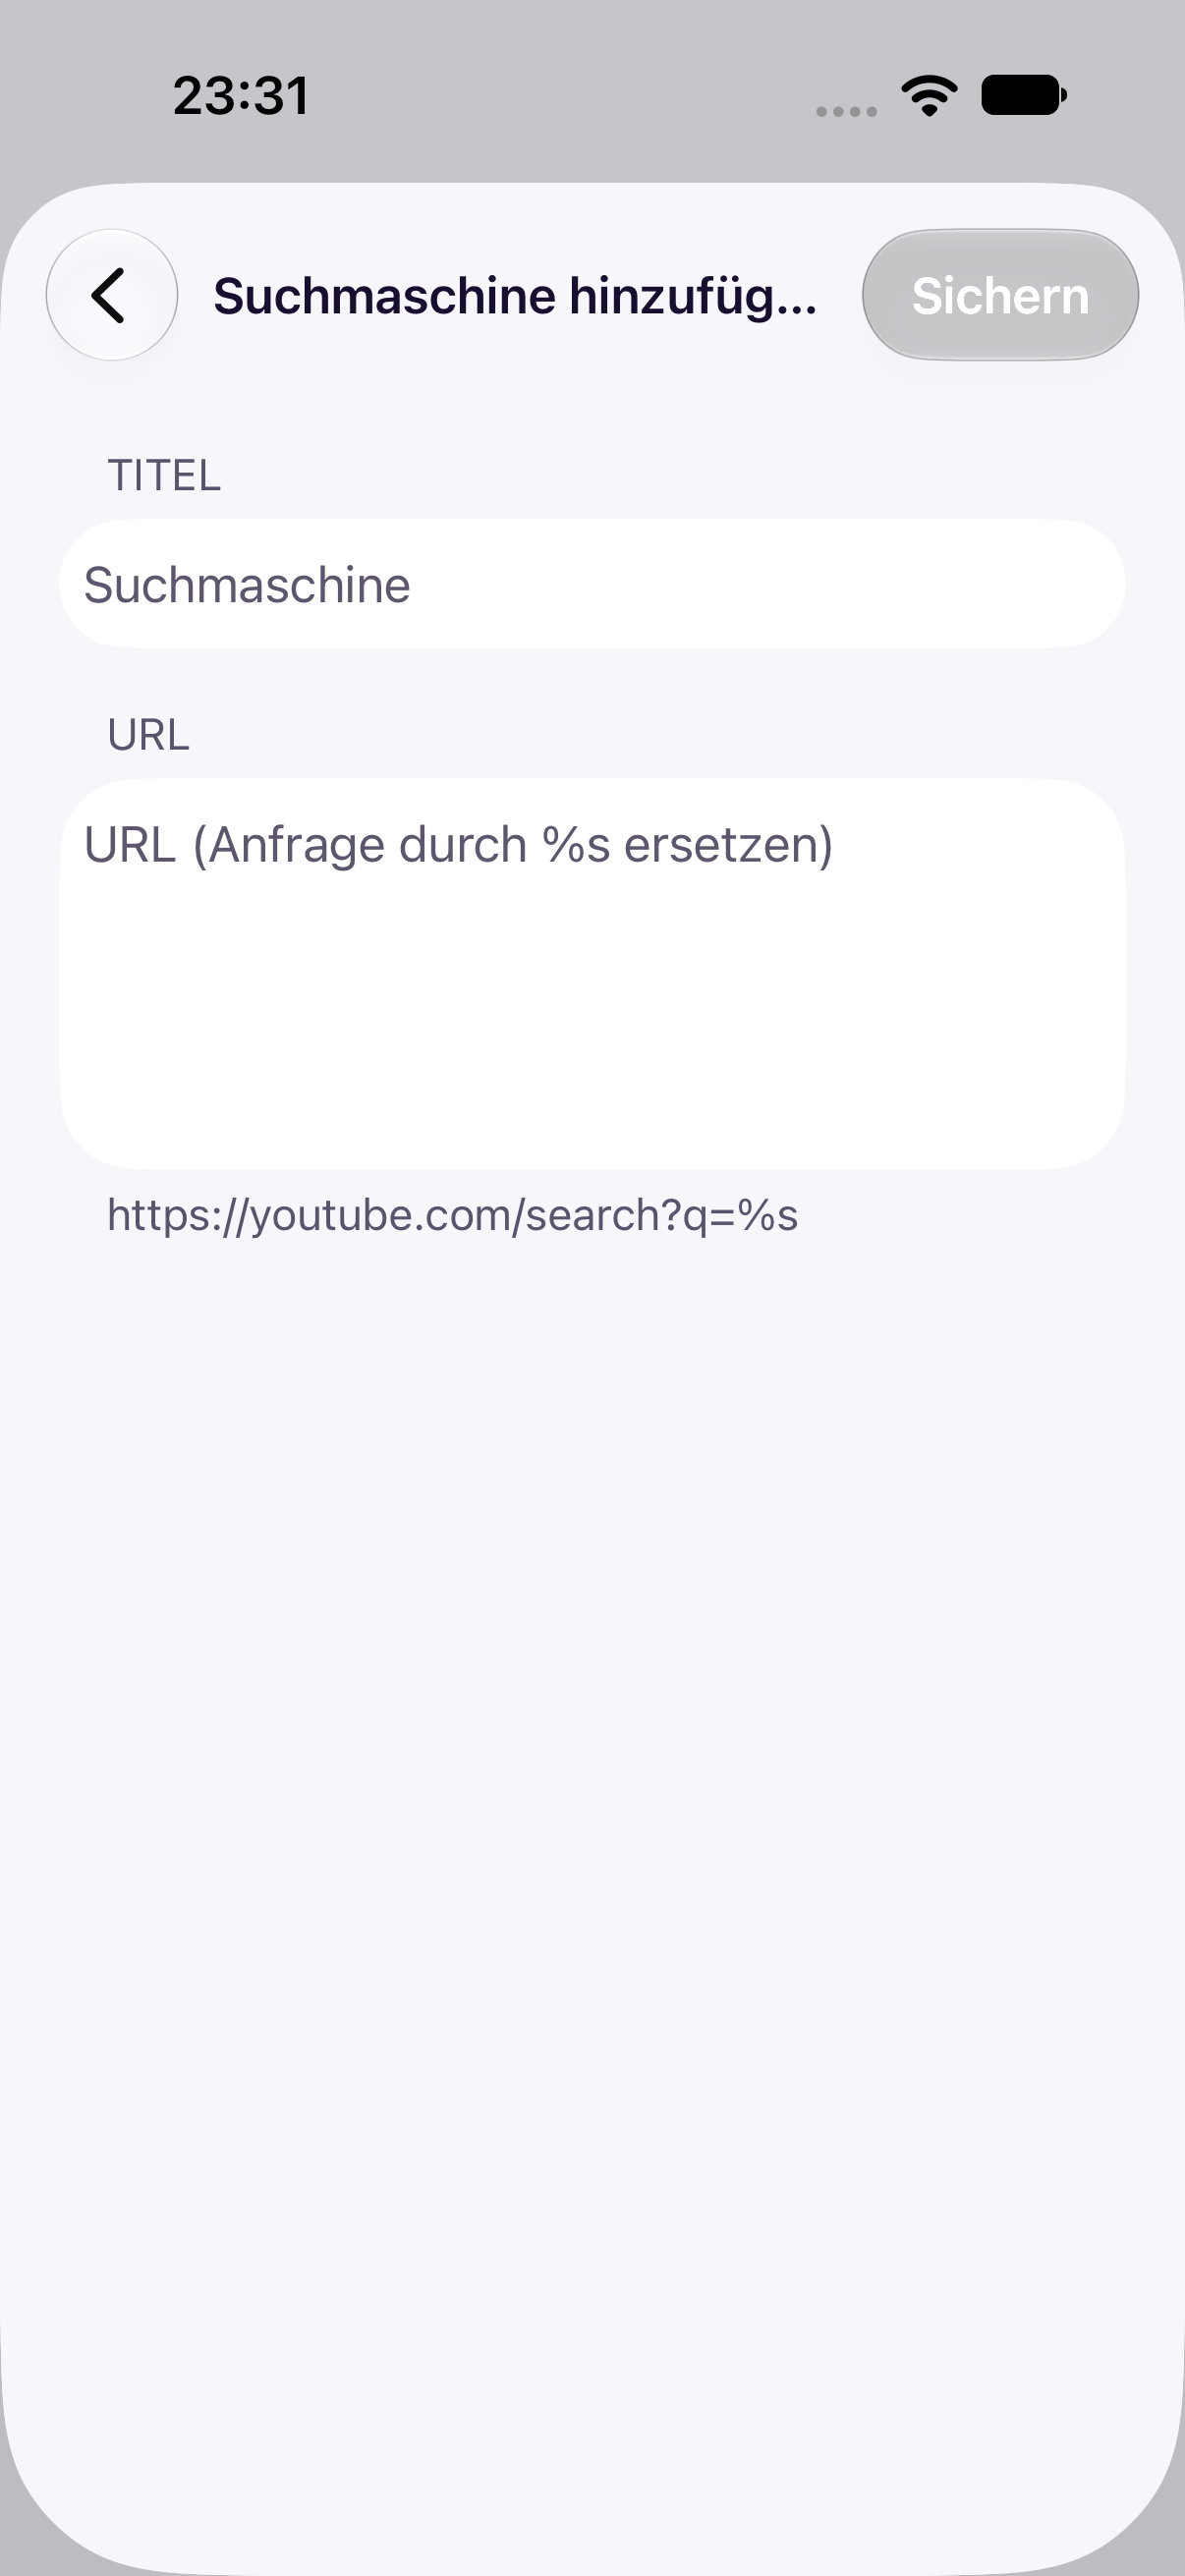 23:31
Suchmaschine hinzufüg...
Sichern
TITEL
Suchmaschine
URL
URL (Anfrage durch %s ersetzen)
https://youtube.com/search?q=%s